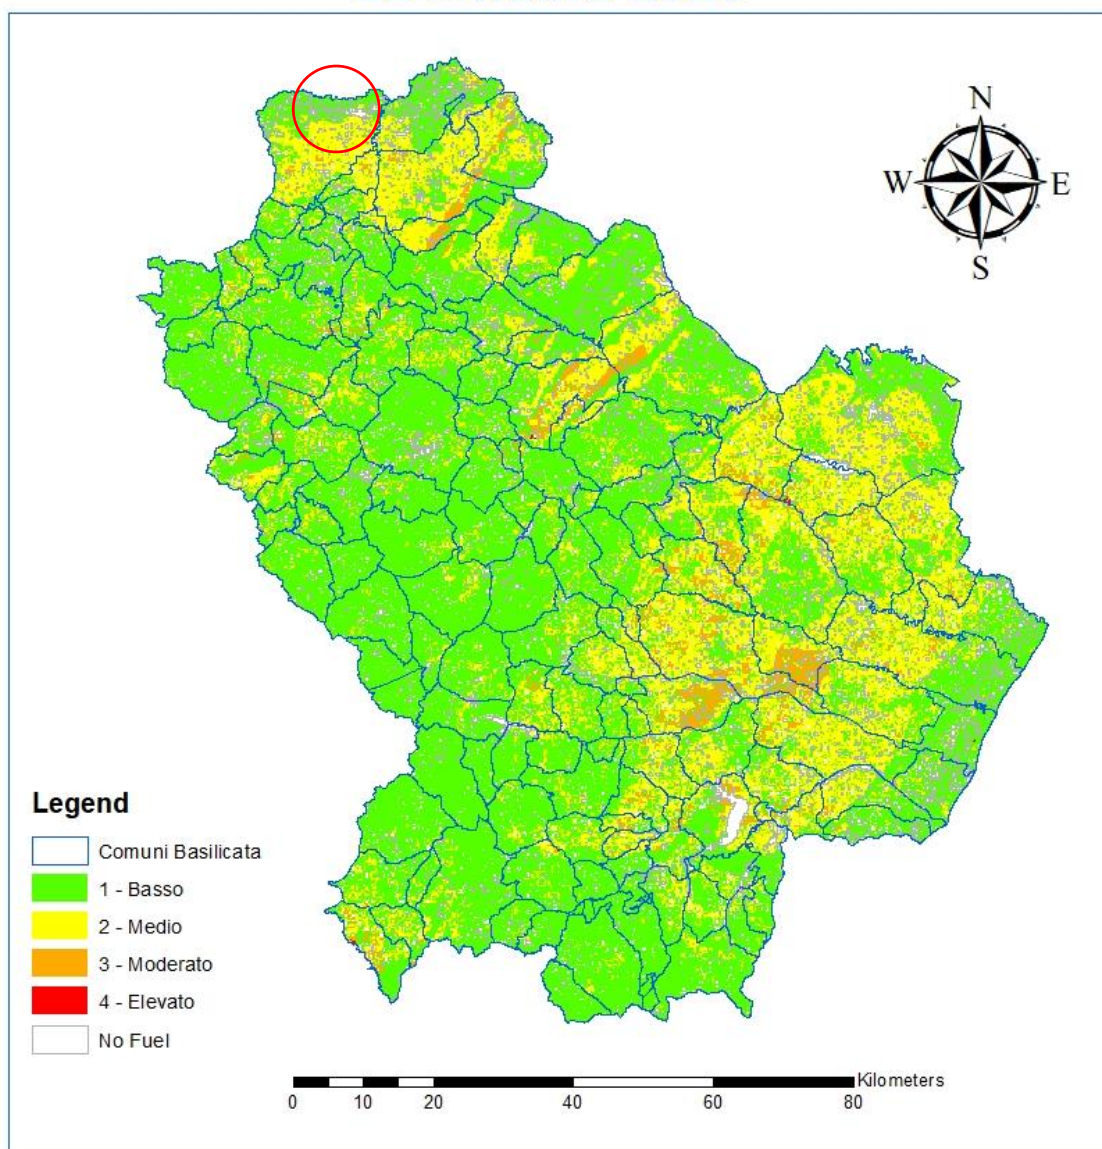 N
W
E
S
Legend
Comuni Basilicata
1 - Basso
2 - Medio
3 - Moderato
4 - Elevato
No Fuel
Kilometers
0 10 20 40 60 80